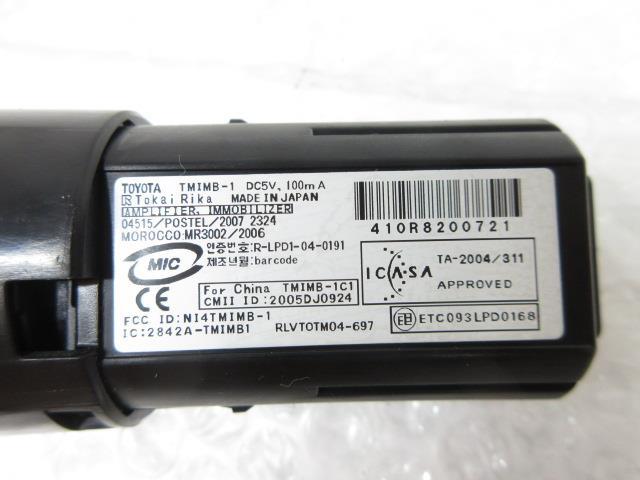 TOYOTA TMIMB-1 DC5V, 100mA
Tokai Rika MADE IN JAPAN
AMPLIFIER, IMMOBILIZER
04515/POSTEL/2007 2324
MOROCCO:MR3002/2006
MIC
인증번호:R-LPD1-04-0191
제조년월:barcode
CE
For China TMIMB-1C1
CMII ID:2005DJ0924
FCC ID:NI4TMIMB-1
IC:2842A-TMIMB1 RLVTOTM04-697
410R8200721
ICASA
TA-2004/311
APPROVED
ETC093LPD0168